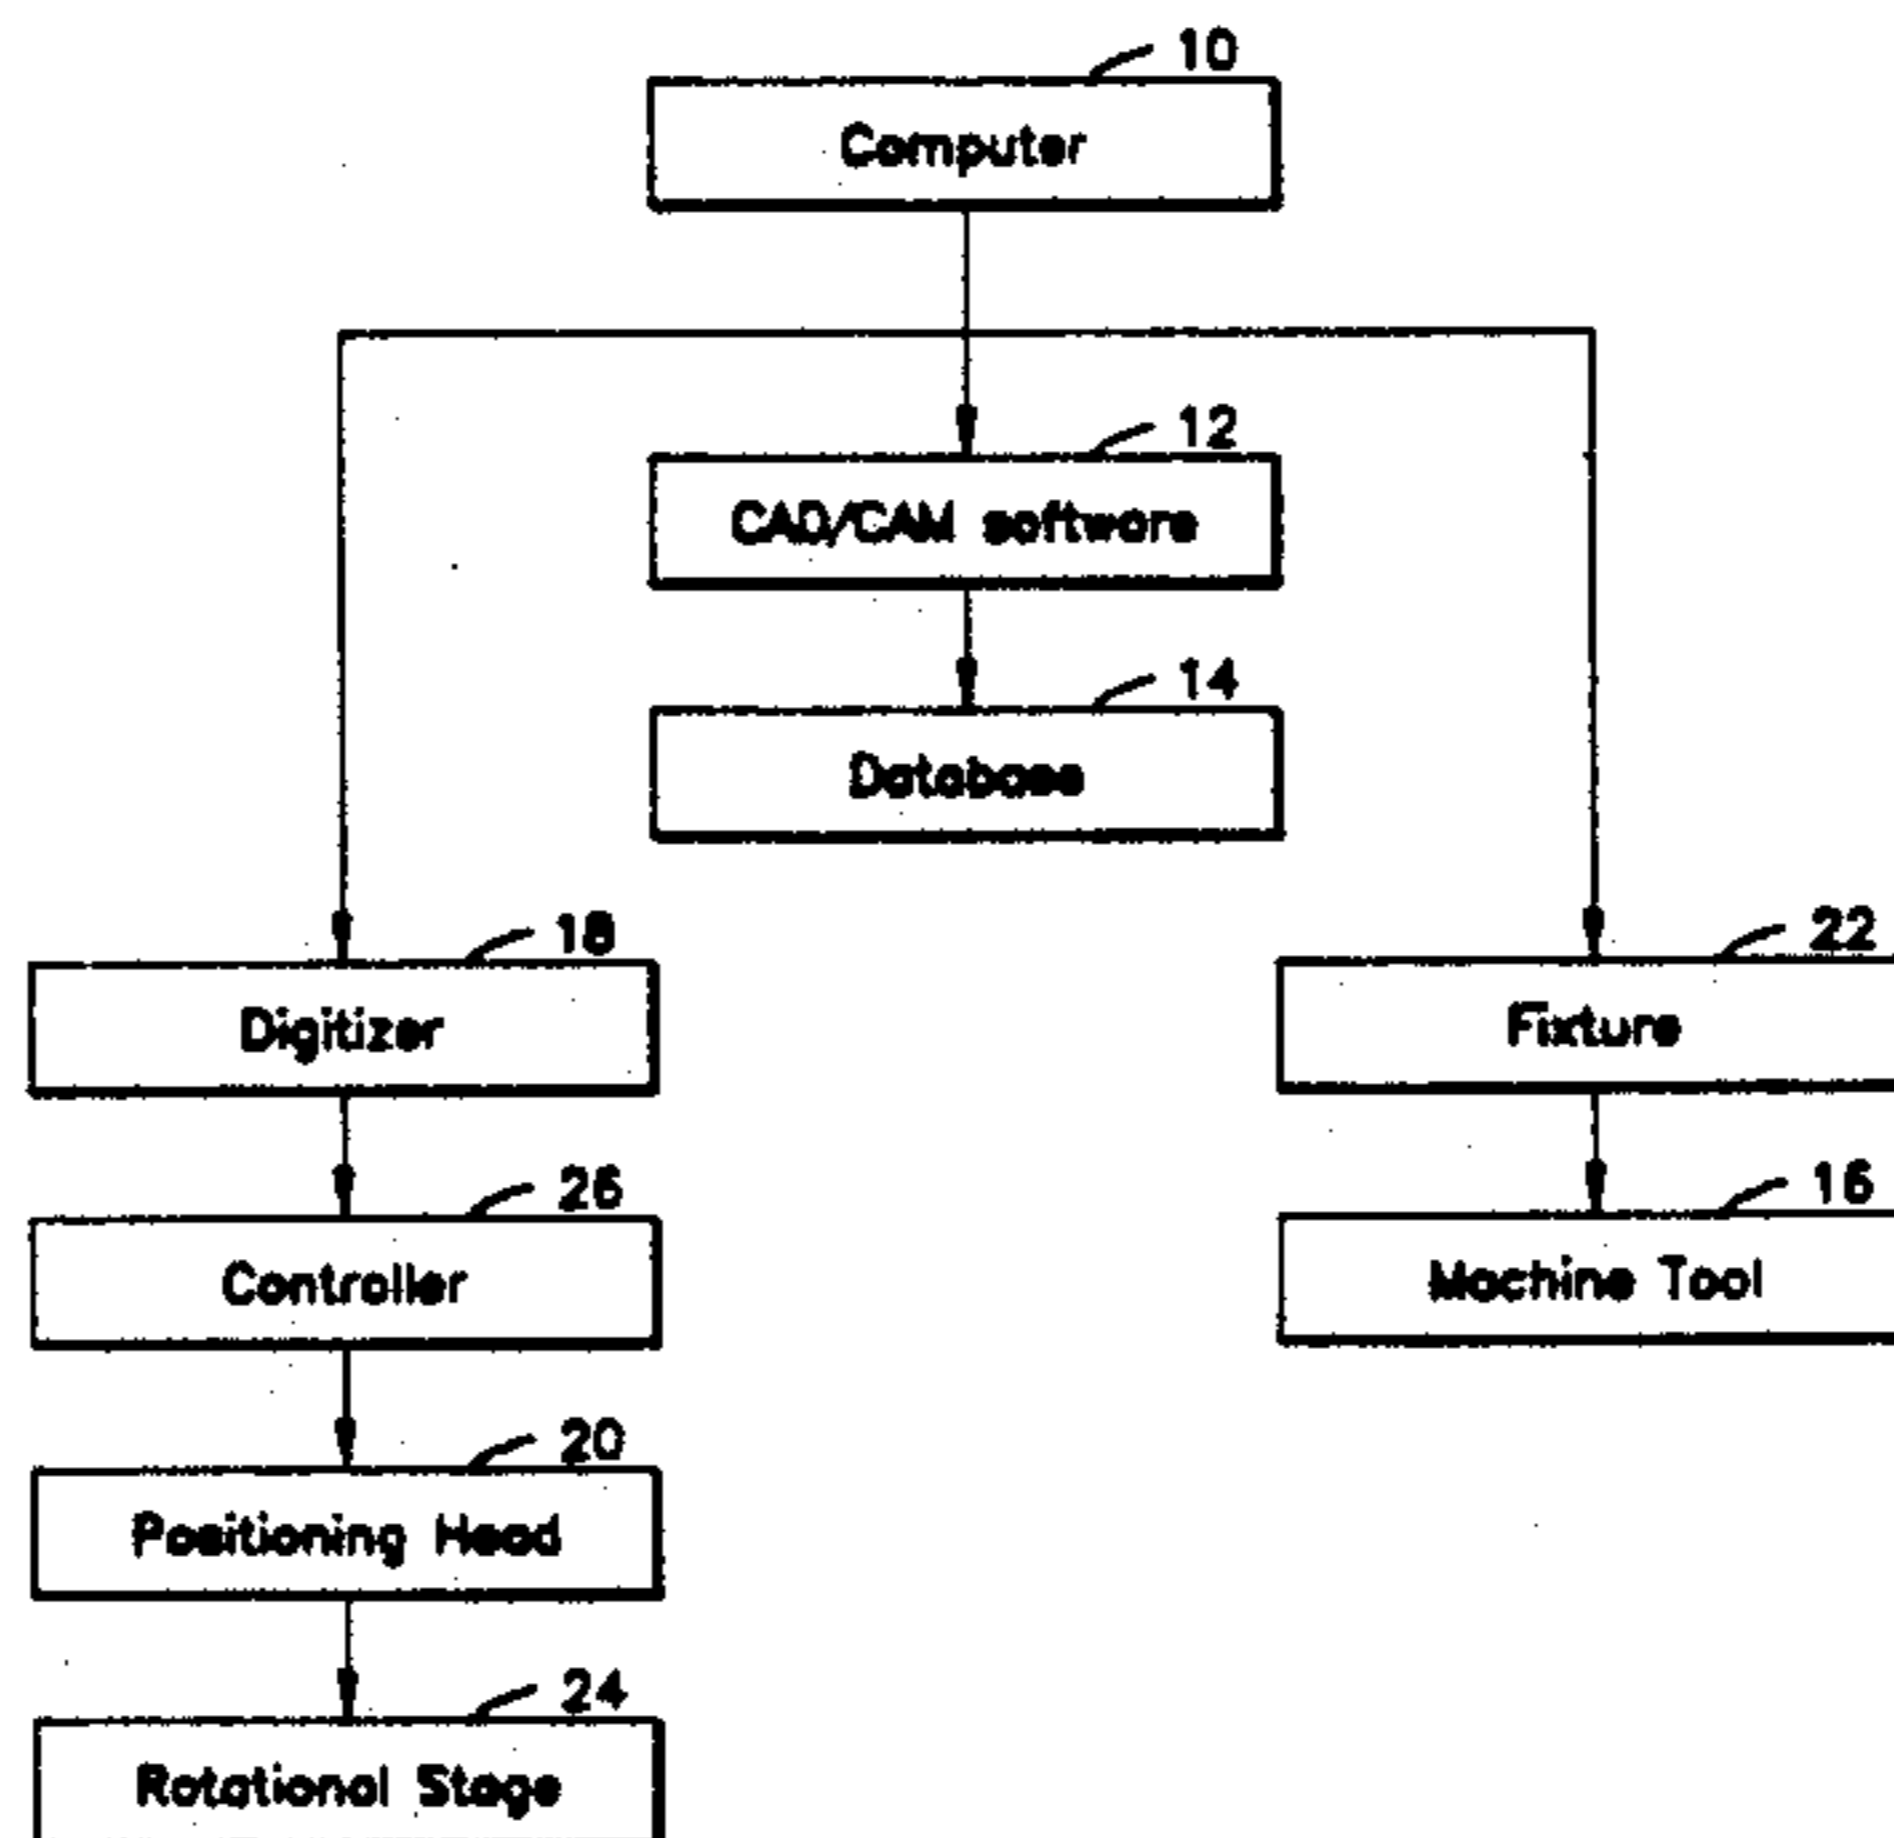 10
Computer
12
CAD/CAM software
14
Database
18
Digitizer
22
Fixture
26
Controller
16
Machine Tool
20
Positioning Head
24
Rotational Stage